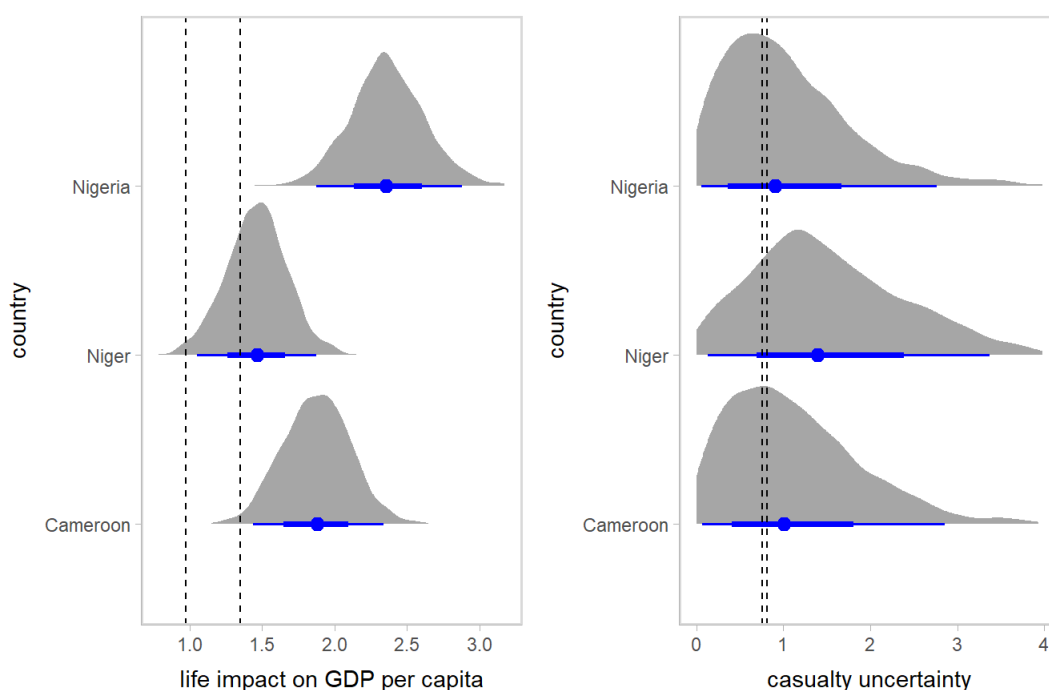 Nigeria
Niger
Cameroon
country
1.0 1.5 2.0 2.5 3.0
life impact on GDP per capita
Nigeria
Niger
Cameroon
country
0 1 2 3 4
casualty uncertainty